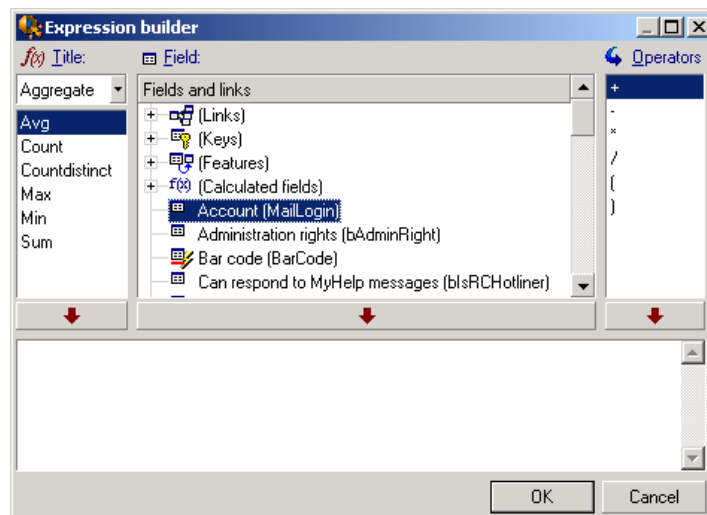 Expression builder
f(x) Title:
Field:
Operators
Aggregate
Avg
Count
Countdistinct
Max
Min
Sum
Fields and links
(Links)
(Keys)
(Features)
f(x) (Calculated fields)
Account (MailLogin)
Administration rights (bAdminRight)
Bar code (BarCode)
Can respond to MyHelp messages (bIsRCHotliner)
+
-
*
/
(
)
OK
Cancel